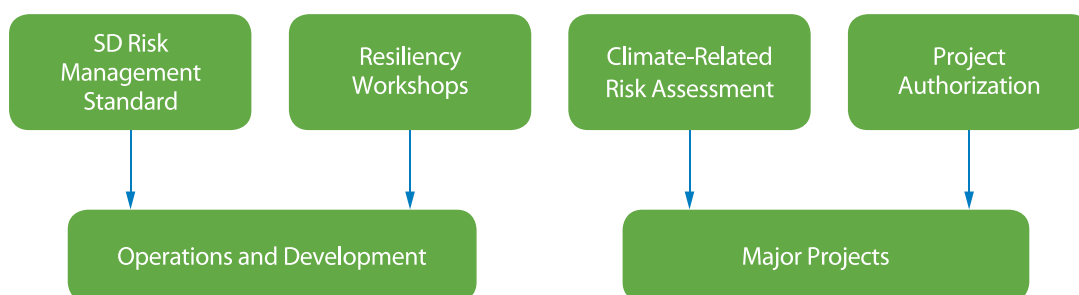 SD Risk
Management
Standard
Resiliency
Workshops
Climate-Related
Risk Assessment
Project
Authorization
Operations and Development
Major Projects